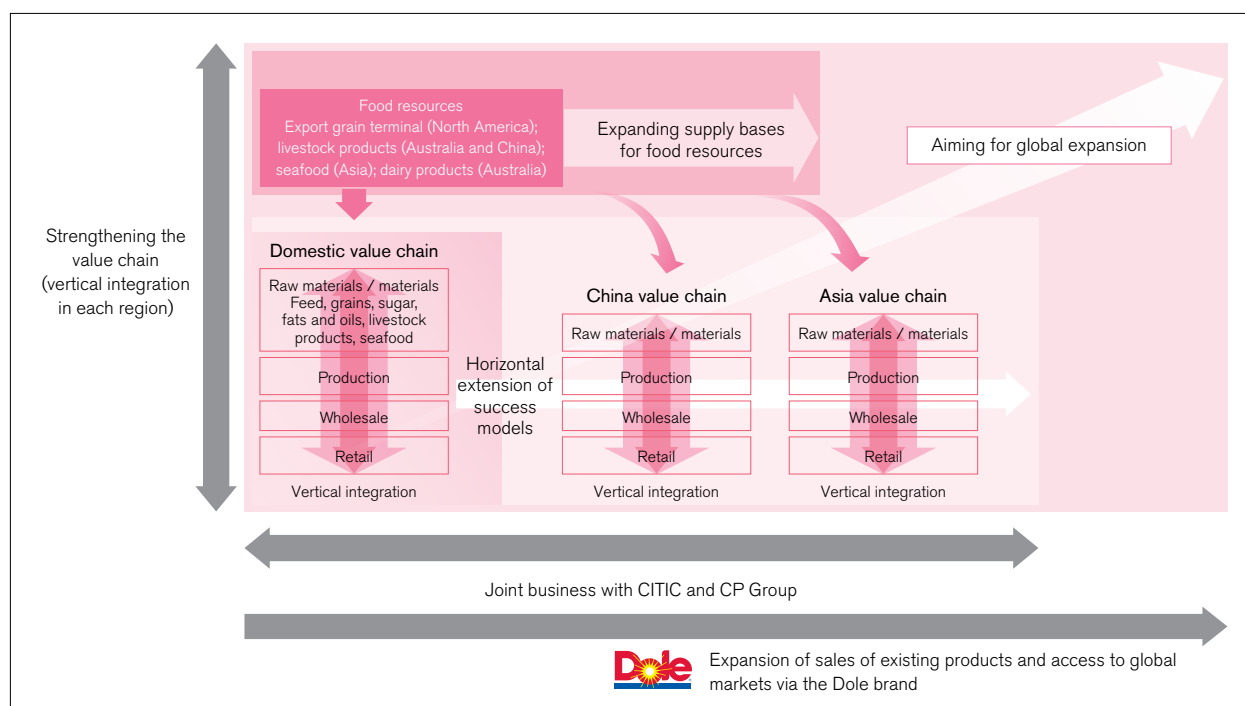 Food resources
Export grain terminal (North America);
livestock products (Australia and China);
seafood (Asia); dairy products (Australia)
Expanding supply bases
for food resources
Aiming for global expansion
Strengthening the
value chain
(vertical integration
in each region)
Domestic value chain
Raw materials / materials
Feed, grains, sugar,
fats and oils, livestock
products, seafood
Production
Wholesale
Retail
Vertical integration
Horizontal
extension of
success
models
China value chain
Raw materials / materials
Production
Wholesale
Retail
Vertical integration
Asia value chain
Raw materials / materials
Production
Wholesale
Retail
Vertical integration
Joint business with CITIC and CP Group
Dole
Expansion of sales of existing products and access to global
markets via the Dole brand